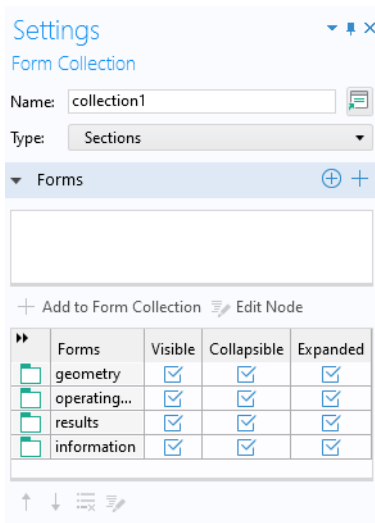 Settings
Form Collection
Name: collection1
Type: Sections
Forms
Add to Form Collection Edit Node
Forms Visible Collapsible Expanded
geometry
operating...
results
information